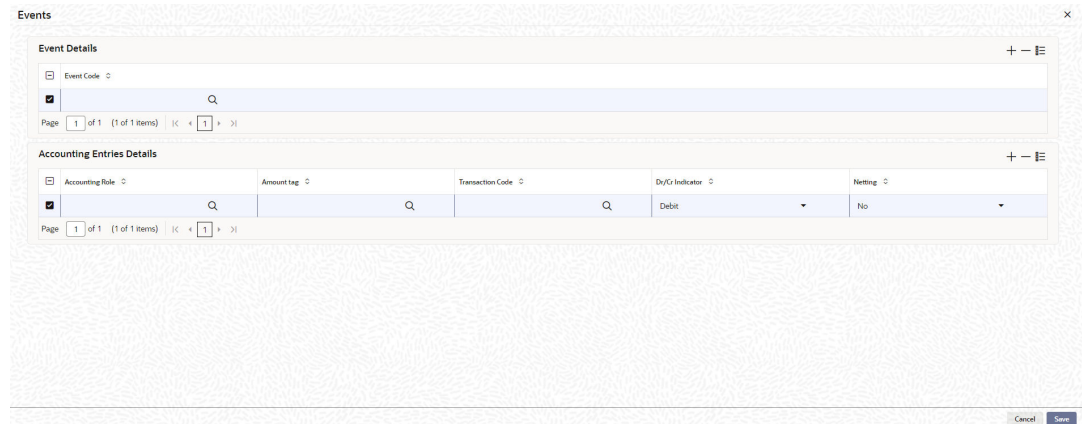 Events
Event Details
Event Code
Page 1 of 1 (1 of 1 items) 1
Accounting Entries Details
Accounting Role Amount tag Transaction Code Dr/Cr Indicator Netting
Debit No
Page 1 of 1 (1 of 1 items) 1
Cancel Save